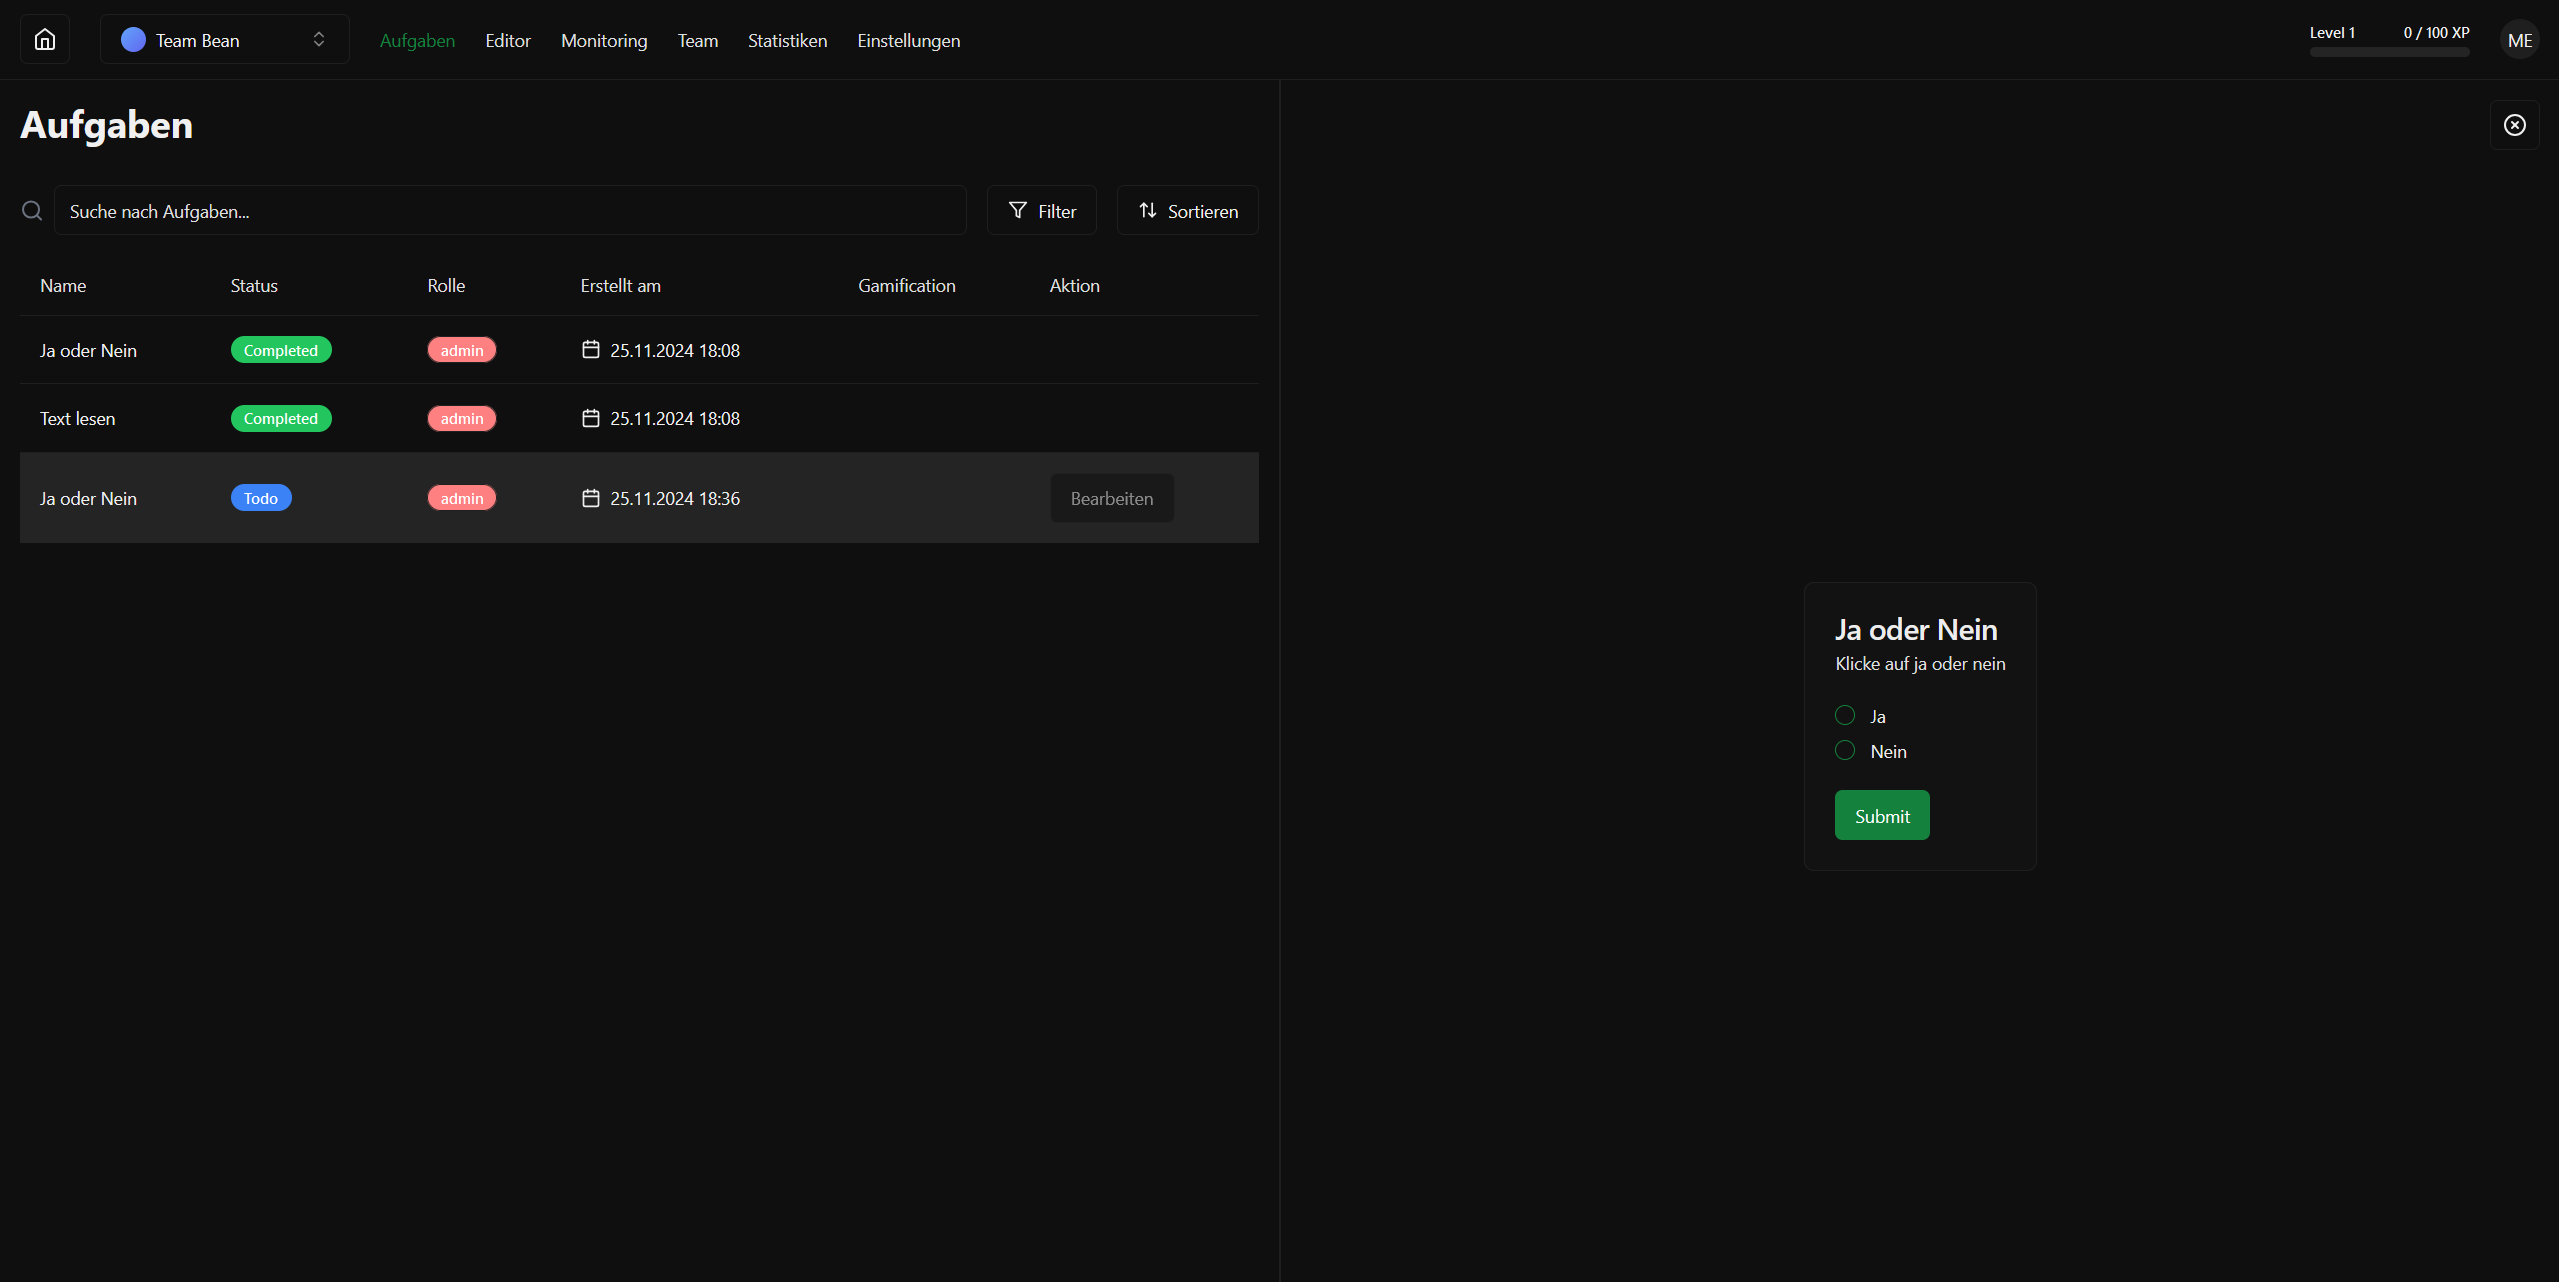 Team Bean Aufgaben Editor Monitoring Team Statistiken Einstellungen Level 1 0 / 100 XP ME
Aufgaben
Suche nach Aufgaben... Filter Sortieren
Name Status Rolle Erstellt am Gamification Aktion
Ja oder Nein Completed admin 25.11.2024 18:08
Text lesen Completed admin 25.11.2024 18:08
Ja oder Nein Todo admin 25.11.2024 18:36 Bearbeiten
Ja oder Nein
Klicke auf ja oder nein
Ja
Nein
Submit